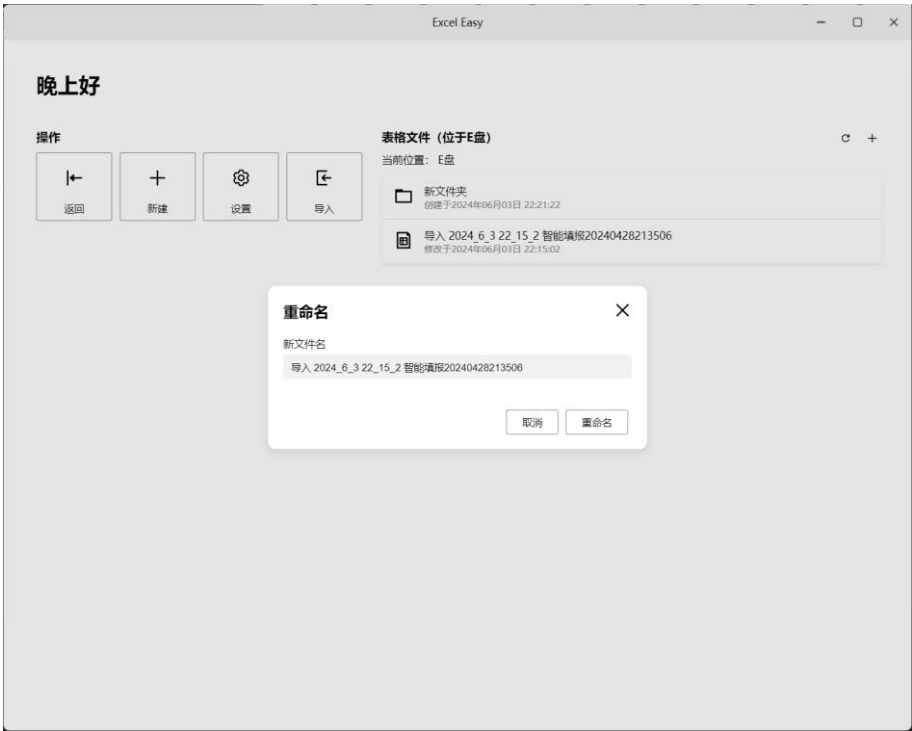 Excel Easy
晚上好
操作
返回
新建
设置
导入
表格文件（位于E盘）
当前位置： E盘
新文件夹
创建于2024年06月03日 22:21:22
导入 2024_6_3 22_15_2 智能填报20240428213506
修改于2024年06月03日 22:15:02
重命名
新文件名
导入 2024_6_3 22_15_2 智能填报20240428213506
取消
重命名